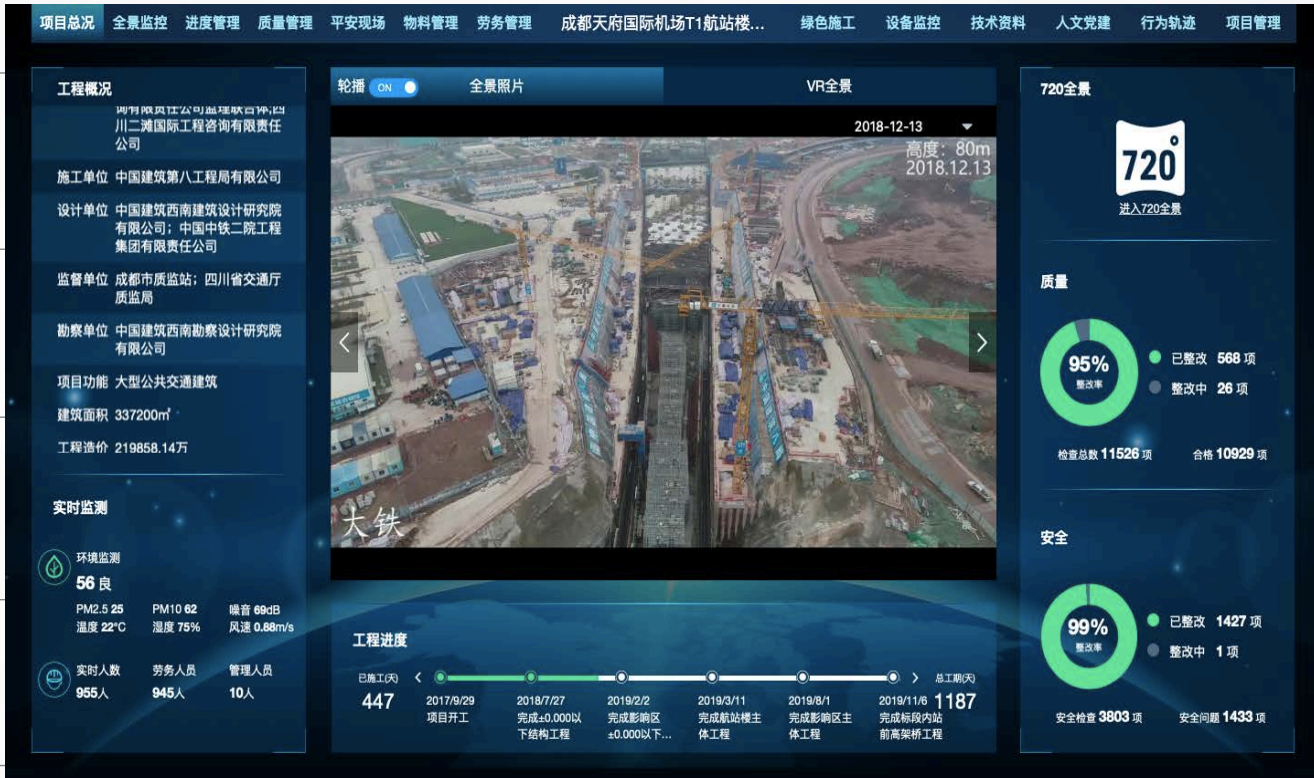 项目总况 全景监控 进度管理 质量管理 平安现场 物料管理 劳务管理 成都天府国际机场T1航站楼... 绿色施工 设备监控 技术资料 人文党建 行为轨迹 项目管理
工程概况
询有限责任公司监理联合体;四
川二滩国际工程咨询有限责任
公司
施工单位 中国建筑第八工程局有限公司
设计单位 中国建筑西南建筑设计研究院
有限公司；中国中铁二院工程
集团有限责任公司
监督单位 成都市质监站；四川省交通厅
质监局
勘察单位 中国建筑西南勘察设计研究院
有限公司
项目功能 大型公共交通建筑
建筑面积 337200㎡
工程造价 219858.14万
实时监测
环境监测
56 良
PM2.5 25 PM10 62 噪音 69dB
温度 22°C 湿度 75% 风速 0.88m/s
实时人数 劳务人员 管理人员
955人 945人 10人
轮播 ON 全景照片 VR全景
2018-12-13
高度：80m
2018.12.13
大铁
工程进度
已施工(天)
447
2017/9/29
项目开工
2018/7/27
完成±0.000以
下结构工程
2019/2/2
完成影响区
±0.000以下...
2019/3/11
完成航站楼主
体工程
2019/8/1
完成影响区主
体工程
2019/11/6
完成标段内站
前高架桥工程
总工期(天)
1187
720全景
720°
进入720全景
质量
95%
整改率
已整改 568 项
整改中 26 项
检查总数 11526 项 合格 10929 项
安全
99%
整改率
已整改 1427 项
整改中 1 项
安全检查 3803 项 安全问题 1433 项